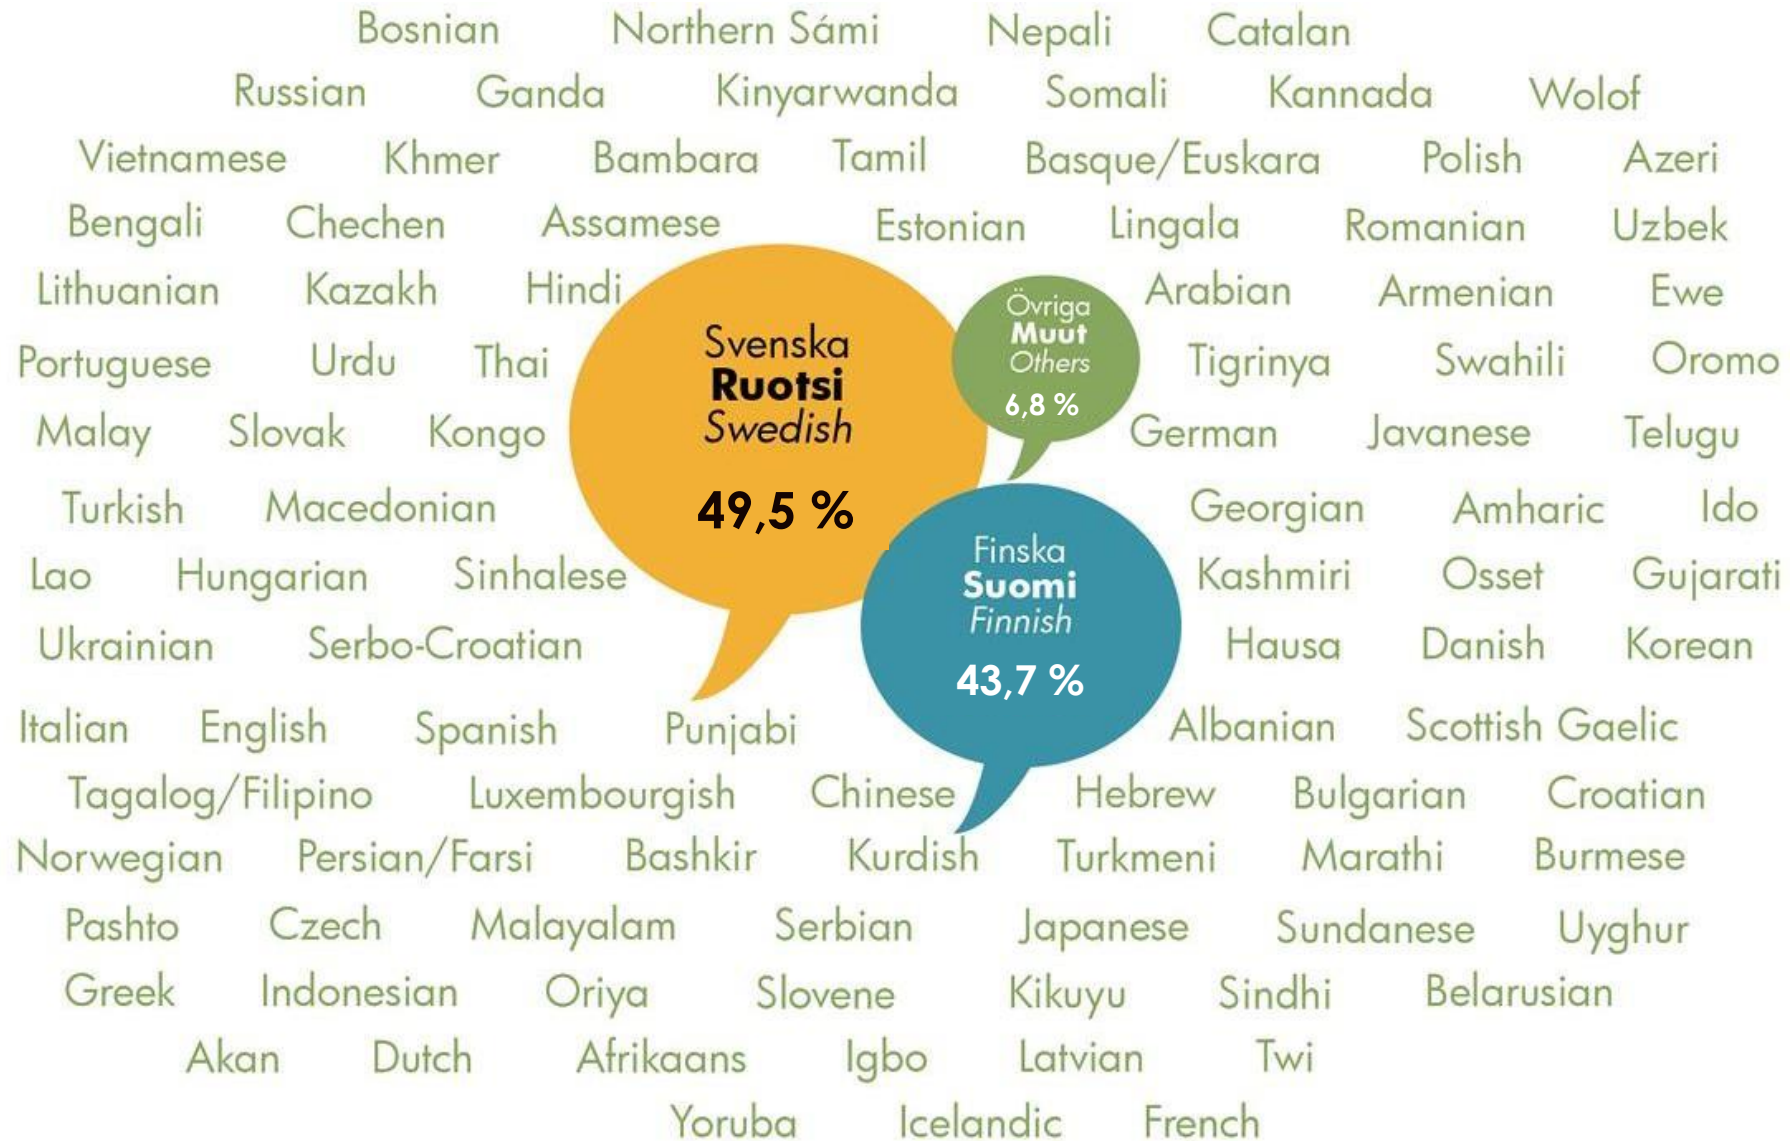 Bosnian Northern Sámi Nepali Catalan
Russian Ganda Kinyarwanda Somali Kannada Wolof
Vietnamese Khmer Bambara Tamil Basque/Euskara Polish Azeri
Bengali Chechen Assamese Estonian Lingala Romanian Uzbek
Lithuanian Kazakh Hindi Arabian Armenian Ewe
Övriga
Muut
Others
6,8 %
Svenska
Ruotsi
Swedish
49,5 %
Portuguese Urdu Thai Tigrinya Swahili Oromo
Malay Slovak Kongo German Javanese Telugu
Turkish Macedonian Georgian Amharic Ido
Finska
Suomi
Finnish
43,7 %
Lao Hungarian Sinhalese Kashmiri Osset Gujarati
Ukrainian Serbo-Croatian Hausa Danish Korean
Italian English Spanish Punjabi Albanian Scottish Gaelic
Tagalog/Filipino Luxembourgish Chinese Hebrew Bulgarian Croatian
Norwegian Persian/Farsi Bashkir Kurdish Turkmeni Marathi Burmese
Pashto Czech Malayalam Serbian Japanese Sundanese Uyghur
Greek Indonesian Oriya Slovene Kikuyu Sindhi Belarusian
Akan Dutch Afrikaans Igbo Latvian Twi
Yoruba Icelandic French